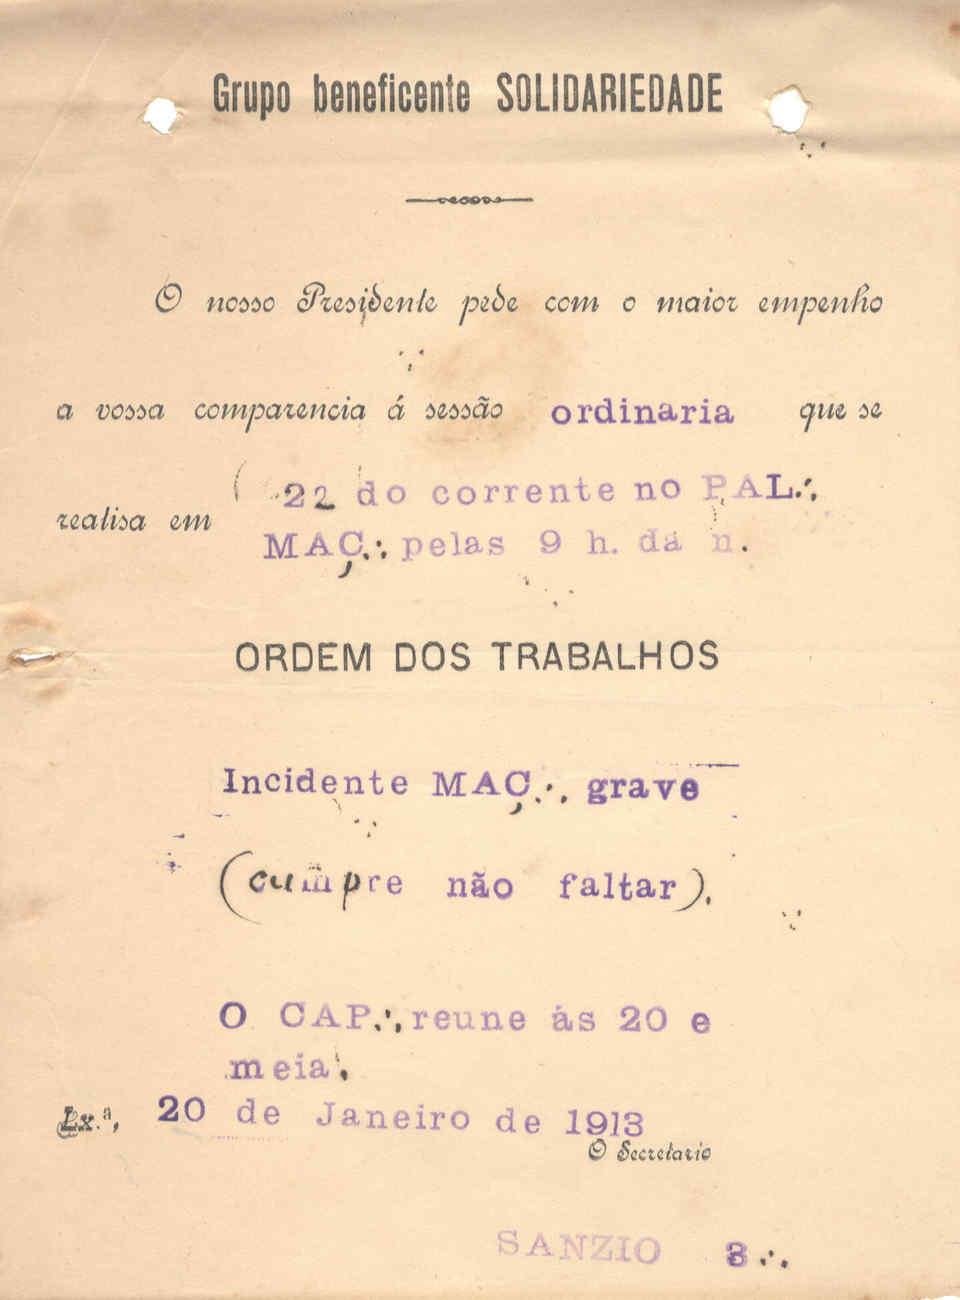 Grupo beneficente SOLIDARIEDADE
O nosso Presidente pede com o maior empenho
a vossa comparencia á sessão ordinaria que se
realisa em 22 do corrente no PAL∴
MAÇ∴ pelas 9 h. da n.
ORDEM DOS TRABALHOS
Incidente MAÇ∴ grave
(cumpre não faltar).
O CAP∴ reune às 20 e
meia.
Lx.ª, 20 de Janeiro de 1913
O Secretario
SANZIO 3∴